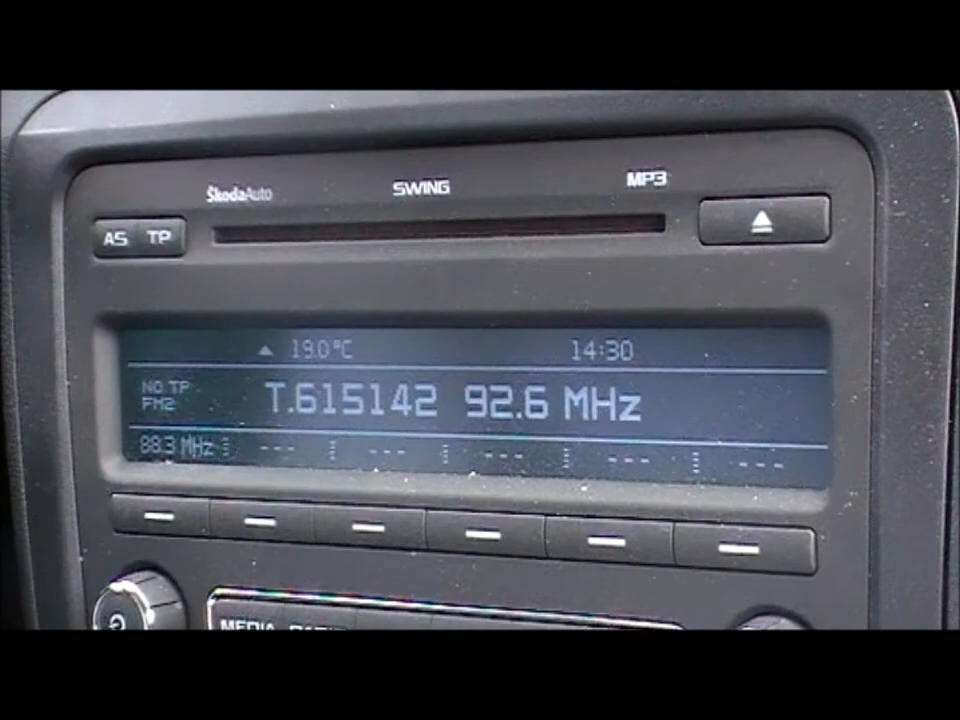 ŠkodaAuto SWING MP3
AS TP
19.0°C 14:30
NO TP
FM2
T.615142 92.6 MHz
88.3 MHz --- --- --- --- ---
MEDIA